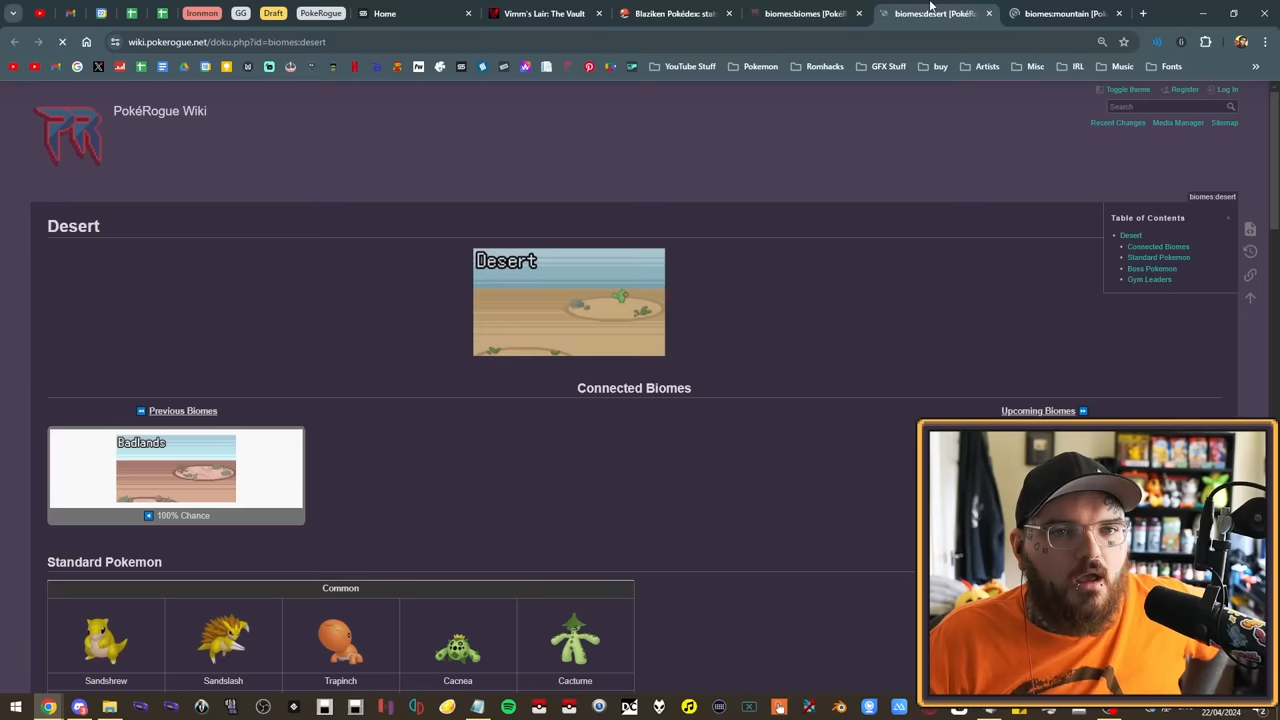 Ironmon
GG
Draft
PokeRogue
Home
Vimm's Lair: The Vault
Blaziken Pokédex: stat
biomes:biomes [PokéR
biomes:desert [PokéRo
biomes:mountain [Pok
wiki.pokerogue.net/doku.php?id=biomes:desert
YouTube Stuff
Pokemon
Romhacks
GFX Stuff
buy
Artists
Misc
IRL
Music
Fonts
Toggle theme
Register
Log In
PokéRogue Wiki
Search
Recent Changes
Media Manager
Sitemap
PR
biomes:desert
Desert
Table of Contents
Desert
Connected Biomes
Standard Pokemon
Boss Pokemon
Gym Leaders
Desert
Connected Biomes
Previous Biomes
Upcoming Biomes
Badlands
100% Chance
Standard Pokemon
Common
Sandshrew
Sandslash
Trapinch
Cacnea
Cacturne
22/04/2024